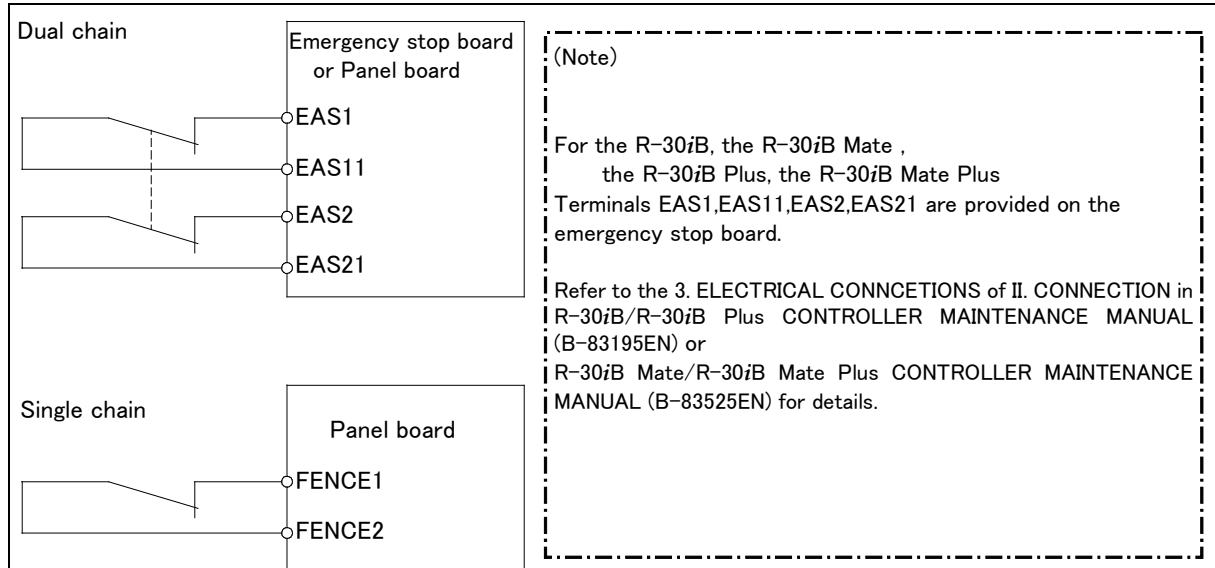 Dual chain
Emergency stop board
or Panel board
EAS1
EAS11
EAS2
EAS21
Single chain
Panel board
FENCE1
FENCE2
(Note)
For the R-30iB, the R-30iB Mate ,
the R-30iB Plus, the R-30iB Mate Plus
Terminals EAS1,EAS11,EAS2,EAS21 are provided on the
emergency stop board.
Refer to the 3. ELECTRICAL CONNCETIONS of II. CONNECTION in
R-30iB/R-30iB Plus CONTROLLER MAINTENANCE MANUAL
(B-83195EN) or
R-30iB Mate/R-30iB Mate Plus CONTROLLER MAINTENANCE
MANUAL (B-83525EN) for details.